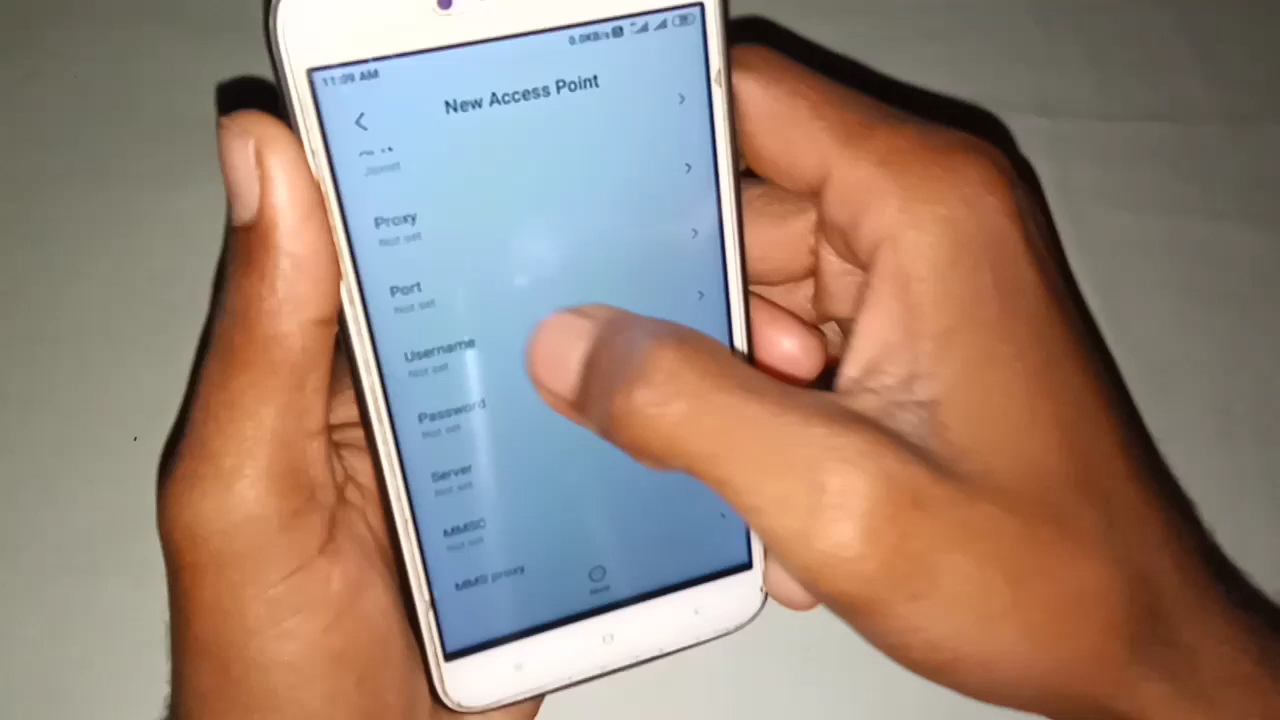 11:09 AM
0.0KB/s
New Access Point
Proxy
Not set
Port
Not set
Username
Not set
Password
Not set
Server
Not set
MMSC
Not set
MMS proxy